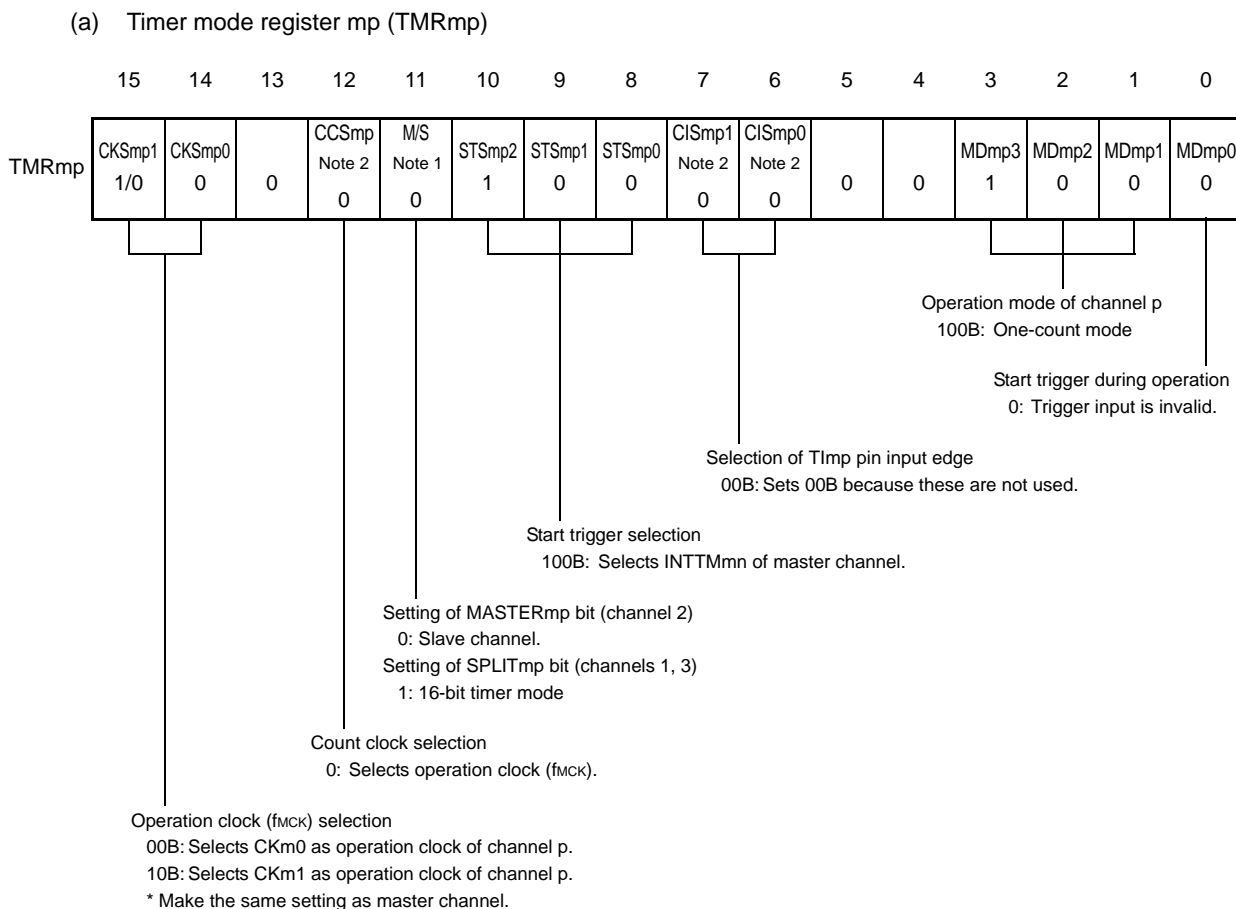 (a) Timer mode register mp (TMRmp)
15 14 13 12 11 10 9 8 7 6 5 4 3 2 1 0
TMRmp
CKSmp1 CKSmp0 CCSmp M/S STSmp2 STSmp1 STSmp0 CISmp1 CISmp0 MDmp3 MDmp2 MDmp1 MDmp0
Note 2 Note 1 Note 2 Note 2
1/0 0 0 0 0 1 0 0 0 0 0 0 1 0 0 0
Operation mode of channel p
100B: One-count mode
Start trigger during operation
0: Trigger input is invalid.
Selection of TImp pin input edge
00B: Sets 00B because these are not used.
Start trigger selection
100B: Selects INTTMmn of master channel.
Setting of MASTERmp bit (channel 2)
0: Slave channel.
Setting of SPLITmp bit (channels 1, 3)
1: 16-bit timer mode
Count clock selection
0: Selects operation clock (fMCK).
Operation clock (fMCK) selection
00B: Selects CKm0 as operation clock of channel p.
10B: Selects CKm1 as operation clock of channel p.
* Make the same setting as master channel.